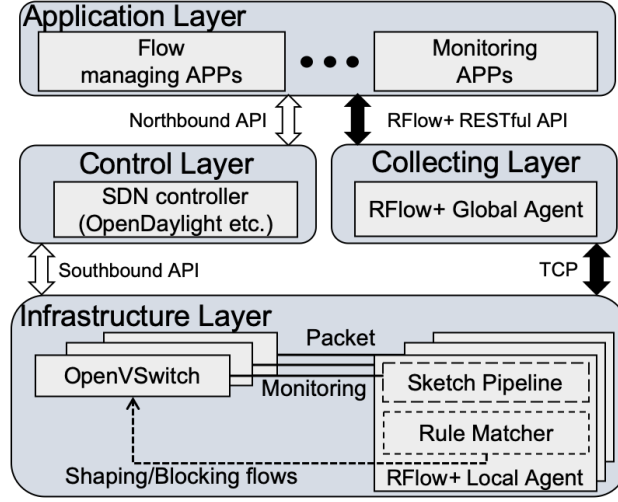 Application Layer
Flow
managing APPs
Monitoring
APPs
Northbound API
RFlow+ RESTful API
Control Layer
SDN controller
(OpenDaylight etc.)
Collecting Layer
RFlow+ Global Agent
Southbound API
TCP
Infrastructure Layer
Packet
OpenVSwitch
Monitoring
Sketch Pipeline
Rule Matcher
Shaping/Blocking flows
RFlow+ Local Agent